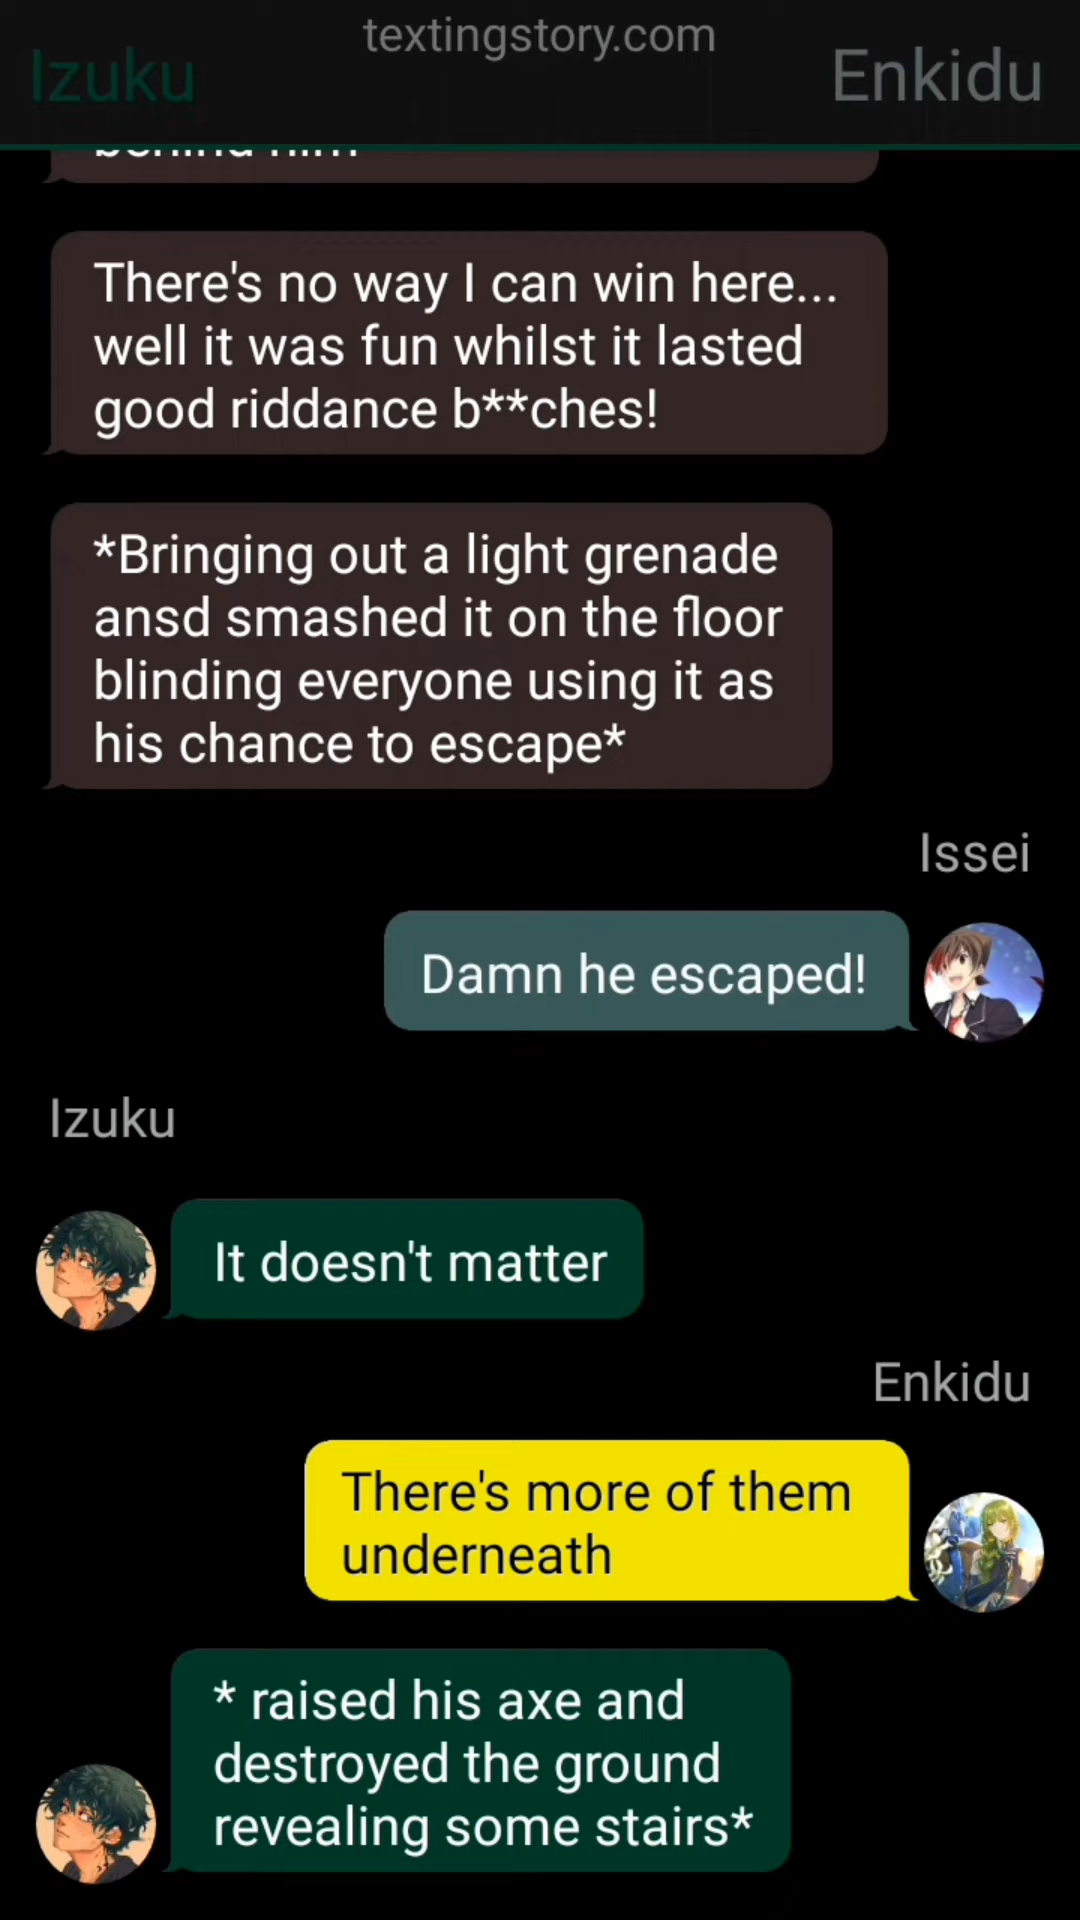 textingstory.com
Izuku
Enkidu
behind him!
There's no way I can win here...
well it was fun whilst it lasted
good riddance b**ches!
*Bringing out a light grenade
ansd smashed it on the floor
blinding everyone using it as
his chance to escape*
Issei
Damn he escaped!
Izuku
It doesn't matter
Enkidu
There's more of them
underneath
* raised his axe and
destroyed the ground
revealing some stairs*